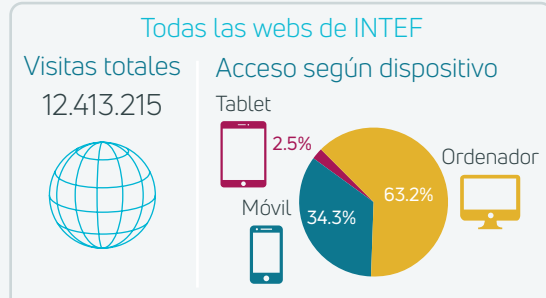 Todas las webs de INTEF
Visitas totales
12.413.215
Acceso según dispositivo
Tablet
2.5%
Ordenador
63.2%
Móvil
34.3%